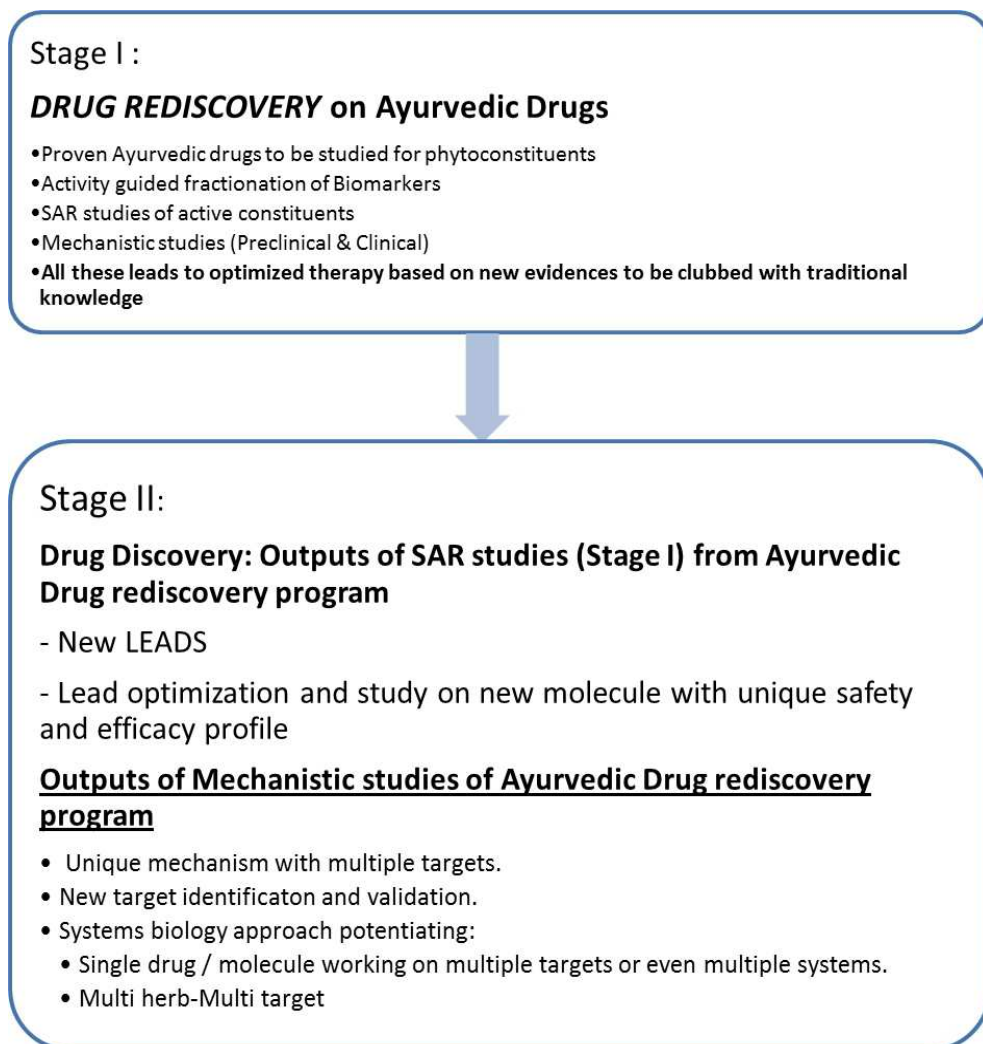 Stage I :
DRUG REDISCOVERY on Ayurvedic Drugs
•Proven Ayurvedic drugs to be studied for phytoconstituents
•Activity guided fractionation of Biomarkers
•SAR studies of active constituents
•Mechanistic studies (Preclinical & Clinical)
•All these leads to optimized therapy based on new evidences to be clubbed with traditional
knowledge
Stage II:
Drug Discovery: Outputs of SAR studies (Stage I) from Ayurvedic
Drug rediscovery program
- New LEADS
- Lead optimization and study on new molecule with unique safety
and efficacy profile
Outputs of Mechanistic studies of Ayurvedic Drug rediscovery
program
• Unique mechanism with multiple targets.
• New target identificaton and validation.
• Systems biology approach potentiating:
• Single drug / molecule working on multiple targets or even multiple systems.
• Multi herb-Multi target